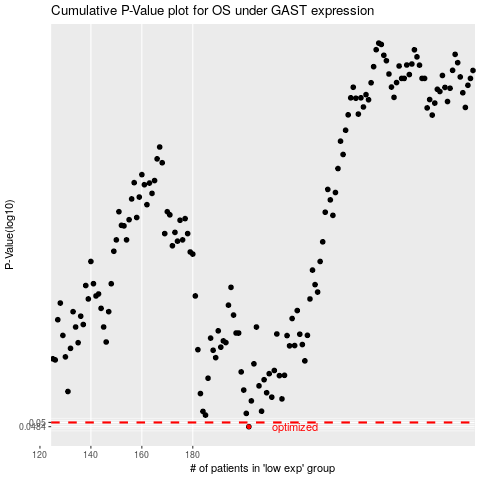 Cumulative P-Value plot for OS under GAST expression
P-Value(log10)
0.05
0.0484
optimized
120 140 160 180
# of patients in 'low exp' group